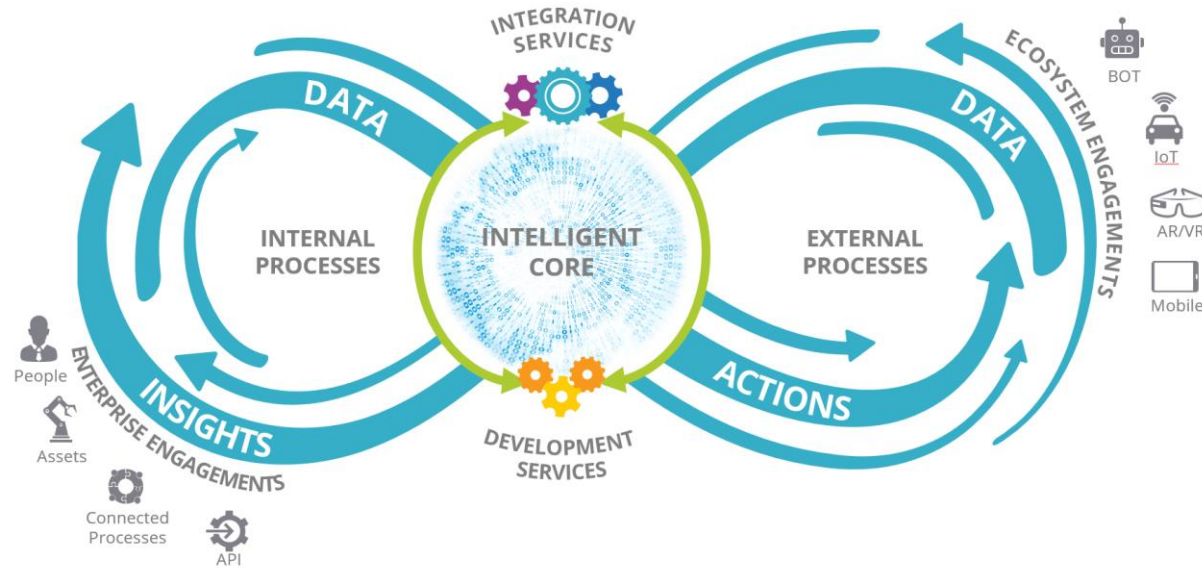 INTEGRATION
SERVICES
DATA
DATA
ECOSYSTEM ENGAGEMENTS
BOT
IoT
AR/VR
Mobile
INTERNAL
PROCESSES
INTELLIGENT
CORE
EXTERNAL
PROCESSES
People
Assets
Connected
Processes
API
ENTERPRISE ENGAGEMENTS
INSIGHTS
ACTIONS
DEVELOPMENT
SERVICES